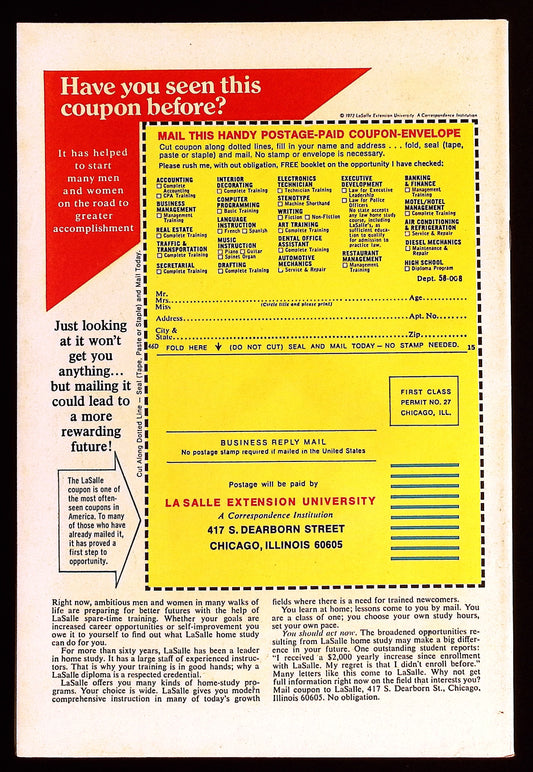 Have you seen this
coupon before?
© 1972 LaSalle Extension University A Correspondence Institution
It has helped
to start
many men
and women
on the road to
greater
accomplishment
MAIL THIS HANDY POSTAGE-PAID COUPON-ENVELOPE
Cut coupon along dotted lines, fill in your name and address . . . fold, seal (tape,
paste or staple) and mail. No stamp or envelope is necessary.
Please rush me, with out obligation, FREE booklet on the opportunity I have checked:
ACCOUNTING
Complete
Accounting
CPA Training
BUSINESS
MANAGEMENT
Management
Training
REAL ESTATE
Complete Training
TRAFFIC &
TRANSPORTATION
Complete Training
SECRETARIAL
Complete Training
INTERIOR
DECORATING
Complete Training
COMPUTER
PROGRAMMING
Basic Training
LANGUAGE
INSTRUCTION
French Spanish
MUSIC
INSTRUCTION
Piano Guitar
Spinet Organ
DRAFTING
Complete Training
ELECTRONICS
TECHNICIAN
Technician Training
STENOTYPE
Machine Shorthand
WRITING
Fiction Non-Fiction
ART TRAINING
Complete Training
DENTAL OFFICE
ASSISTANT
Complete Training
AUTOMOTIVE
MECHANICS
Service & Repair
EXECUTIVE
DEVELOPMENT
Law for Executive
Leadership
Law for Police
Officers
No state accepts
any law home study
course, including
LaSalle's, as
sufficient educa-
tion to qualify
for admission to
practice law.
RESTAURANT
MANAGEMENT
Management
Training
BANKING
& FINANCE
Management
Training
MOTEL/HOTEL
MANAGEMENT
Complete Training
AIR CONDITIONING
& REFRIGERATION
Service & Repair
DIESEL MECHANICS
Maintenance &
Repair
HIGH SCHOOL
Diploma Program
Dept. 58-008
Mr.
Mrs. Age
Miss (Circle title and please print)
Address Apt. No.
City &
State Zip
46D FOLD HERE (DO NOT CUT) SEAL AND MAIL TODAY – NO STAMP NEEDED. 15
Cut Along Dotted Line — Seal (Tape, Paste or Staple) and Mail Today
Just looking
at it won't
get you
anything...
but mailing it
could lead to
a more
rewarding
future!
The LaSalle
coupon is one
of the most
often-
seen coupons in
America. To many
of those who have
already mailed it,
it has proved a
first step to
opportunity.
FIRST CLASS
PERMIT NO. 27
CHICAGO, ILL.
BUSINESS REPLY MAIL
No postage stamp required if mailed in the United States
Postage will be paid by
LA SALLE EXTENSION UNIVERSITY
A Correspondence Institution
417 S. DEARBORN STREET
CHICAGO, ILLINOIS 60605
Right now, ambitious men and women in many walks of
life are preparing for better futures with the help of
LaSalle spare-time training. Whether your goals are
increased career opportunities or self-improvement you
owe it to yourself to find out what LaSalle home study
can do for you.
For more than sixty years, LaSalle has been a leader
in home study. It has a large staff of experienced instruc-
tors. That is why your training is in good hands; why a
LaSalle diploma is a respected credential.
LaSalle offers you many kinds of home-study pro-
grams. Your choice is wide. LaSalle gives you modern
comprehensive instruction in many of today's growth
fields where there is a need for trained newcomers.
You learn at home; lessons come to you by mail. You
are a class of one; you choose your own study hours,
set your own pace.
You should act now. The broadened opportunities re-
sulting from LaSalle home study may make a big differ-
ence in your future. One outstanding student reports:
"I received a $2,000 yearly increase since enrollment
with LaSalle. My regret is that I didn't enroll before."
Many letters like this come to LaSalle. Why not get
full information right now on the field that interests you?
Mail coupon to LaSalle, 417 S. Dearborn St., Chicago,
Illinois 60605. No obligation.